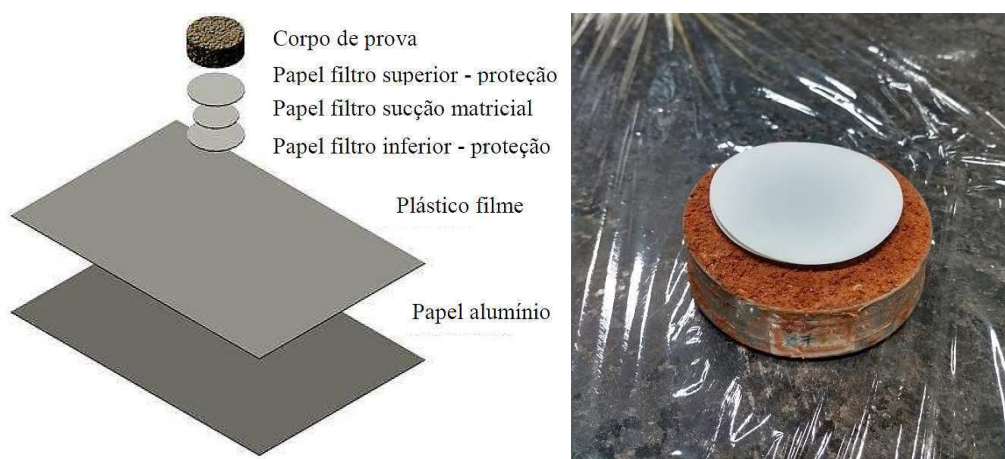 Corpo de prova
Papel filtro superior - proteção
Papel filtro sucção matricial
Papel filtro inferior - proteção
Plástico filme
Papel alumínio